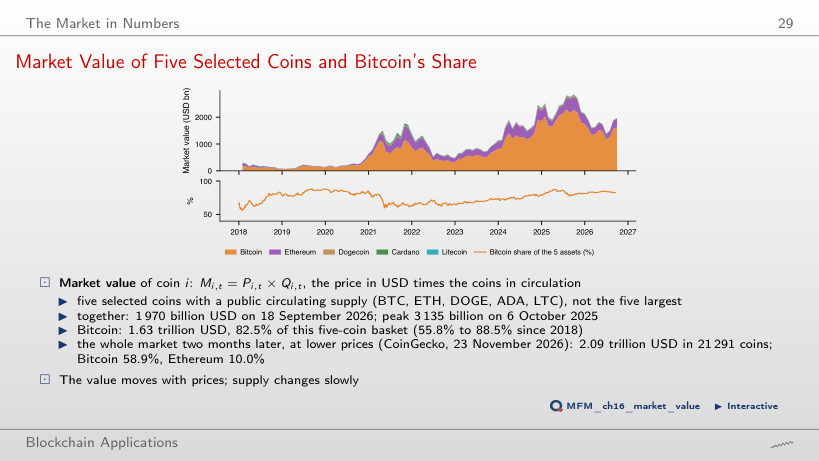 The Market in Numbers
29
Market Value of Five Selected Coins and Bitcoin's Share
Market value (USD bn)
2000
1000
0
%
100
50
2018 2019 2020 2021 2022 2023 2024 2025 2026 2027
Bitcoin Ethereum Dogecoin Cardano Litecoin Bitcoin share of the 5 assets (%)
Market value of coin i: M_{i,t} = P_{i,t} × Q_{i,t}, the price in USD times the coins in circulation
five selected coins with a public circulating supply (BTC, ETH, DOGE, ADA, LTC), not the five largest
together: 1 970 billion USD on 18 September 2026; peak 3 135 billion on 6 October 2025
Bitcoin: 1.63 trillion USD, 82.5% of this five-coin basket (55.8% to 88.5% since 2018)
the whole market two months later, at lower prices (CoinGecko, 23 November 2026): 2.09 trillion USD in 21 291 coins;
Bitcoin 58.9%, Ethereum 10.0%
The value moves with prices; supply changes slowly
MFM_ch16_market_value
Interactive
Blockchain Applications